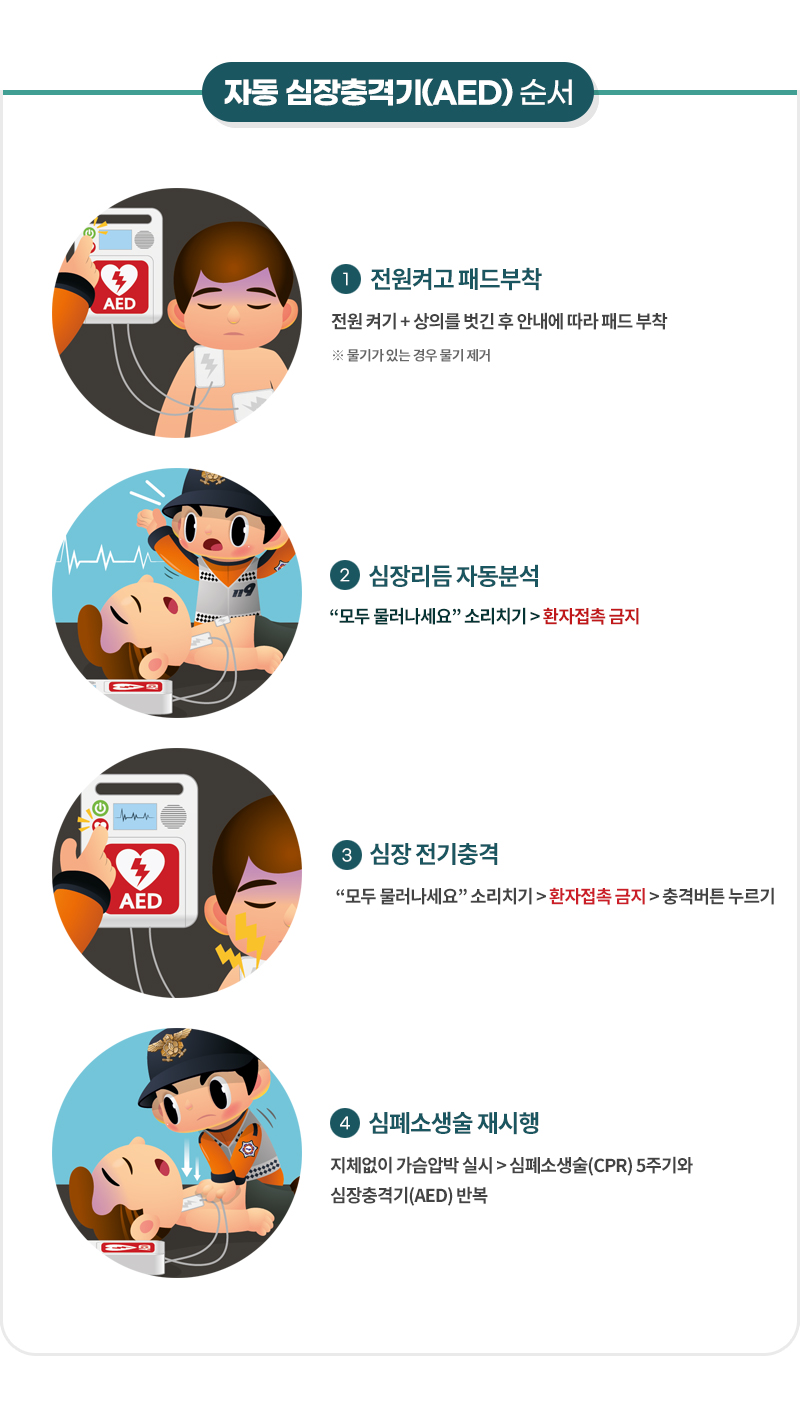 자동 심장충격기(AED) 순서
AED
1 전원켜고 패드부착
전원 켜기 + 상의를 벗긴 후 안내에 따라 패드 부착
※ 물기가 있는 경우 물기 제거
119
2 심장리듬 자동분석
“모두 물러나세요” 소리치기 > 환자접촉 금지
AED
3 심장 전기충격
“모두 물러나세요” 소리치기 > 환자접촉 금지 > 충격버튼 누르기
4 심폐소생술 재시행
지체없이 가슴압박 실시 > 심폐소생술(CPR) 5주기와
심장충격기(AED) 반복